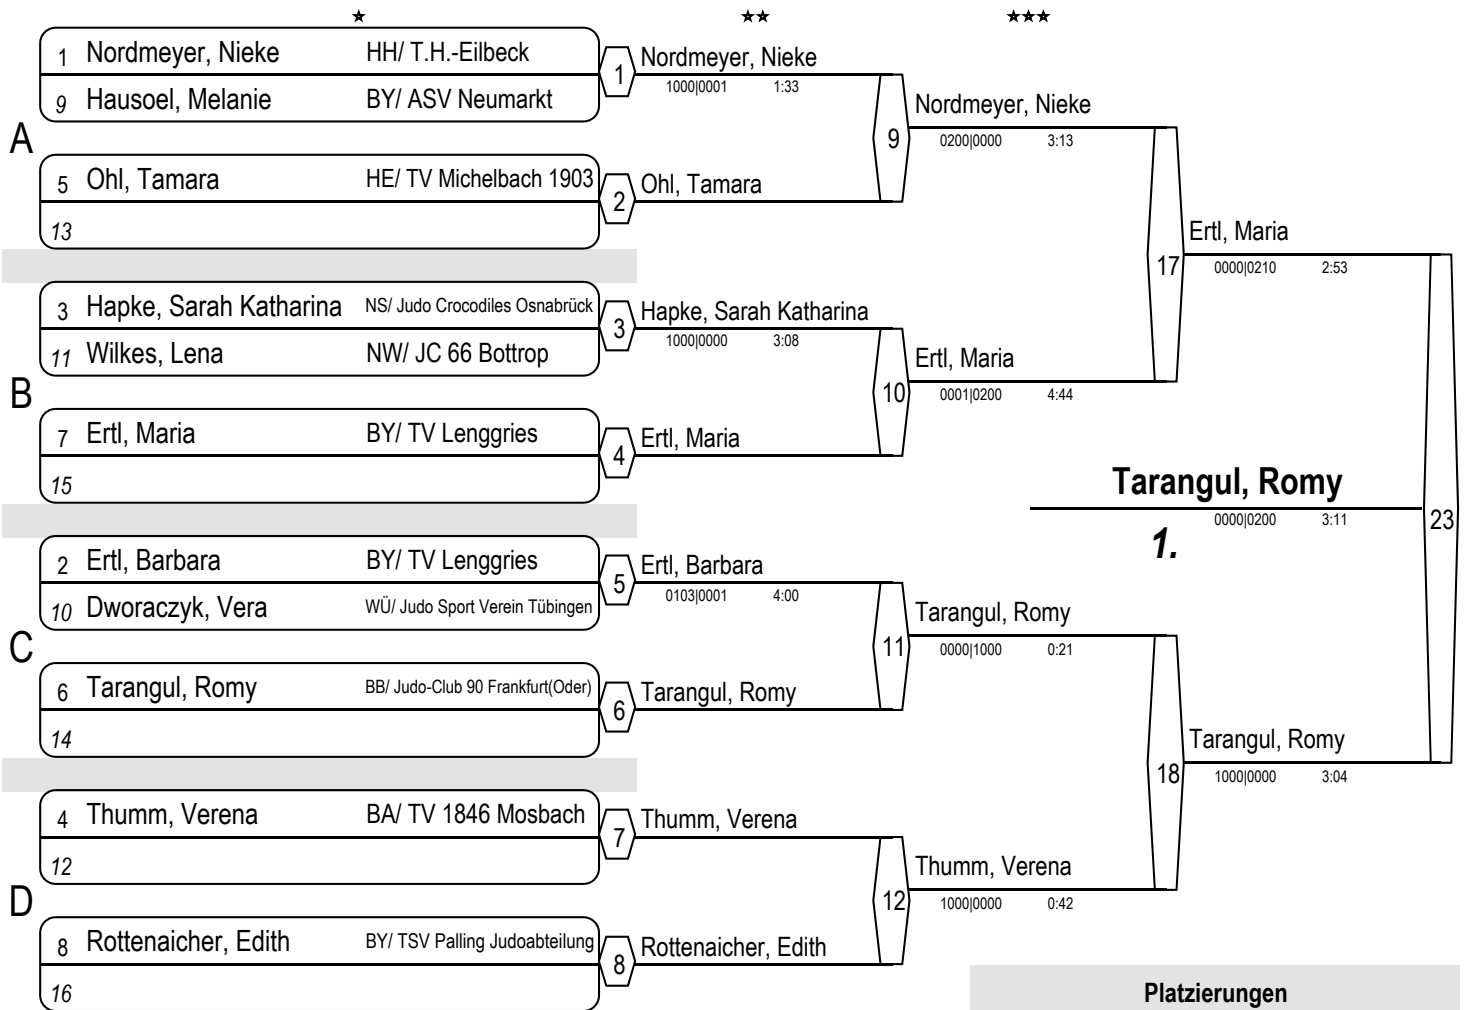 1 Nordmeyer, Nieke HH/ T.H.-Eilbeck
9 Hausoel, Melanie BY/ ASV Neumarkt
A
5 Ohl, Tamara HE/ TV Michelbach 1903
13
3 Hapke, Sarah Katharina NS/ Judo Crocodiles Osnabrück
11 Wilkes, Lena NW/ JC 66 Bottrop
B
7 Ertl, Maria BY/ TV Lenggries
15
2 Ertl, Barbara BY/ TV Lenggries
10 Dworaczyk, Vera WÜ/ Judo Sport Verein Tübingen
C
6 Tarangul, Romy BB/ Judo-Club 90 Frankfurt(Oder)
14
4 Thumm, Verena BA/ TV 1846 Mosbach
12
D
8 Rottenaicher, Edith BY/ TSV Palling Judoabteilung
16
1 Nordmeyer, Nieke
1000|0001 1:33
2 Ohl, Tamara
3 Hapke, Sarah Katharina
1000|0000 3:08
4 Ertl, Maria
5 Ertl, Barbara
0103|0001 4:00
6 Tarangul, Romy
7 Thumm, Verena
8 Rottenaicher, Edith
9 Nordmeyer, Nieke
0200|0000 3:13
10 Ertl, Maria
0001|0200 4:44
11 Tarangul, Romy
0000|1000 0:21
12 Thumm, Verena
1000|0000 0:42
17 Ertl, Maria
0000|0210 2:53
18 Tarangul, Romy
1000|0000 3:04
23 Tarangul, Romy
0000|0200 3:11
1.
Platzierungen